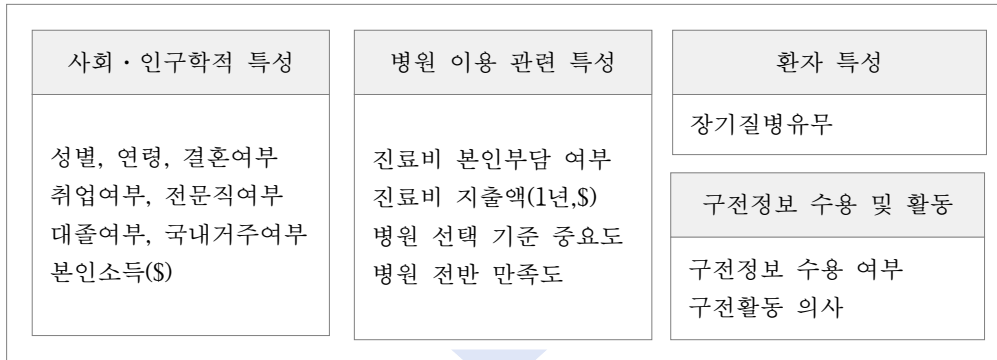 사회・인구학적 특성
성별, 연령, 결혼여부
취업여부, 전문직여부
대졸여부, 국내거주여부
본인소득($)
병원 이용 관련 특성
진료비 본인부담 여부
진료비 지출액(1년,$)
병원 선택 기준 중요도
병원 전반 만족도
환자 특성
장기질병유무
구전정보 수용 및 활동
구전정보 수용 여부
구전활동 의사